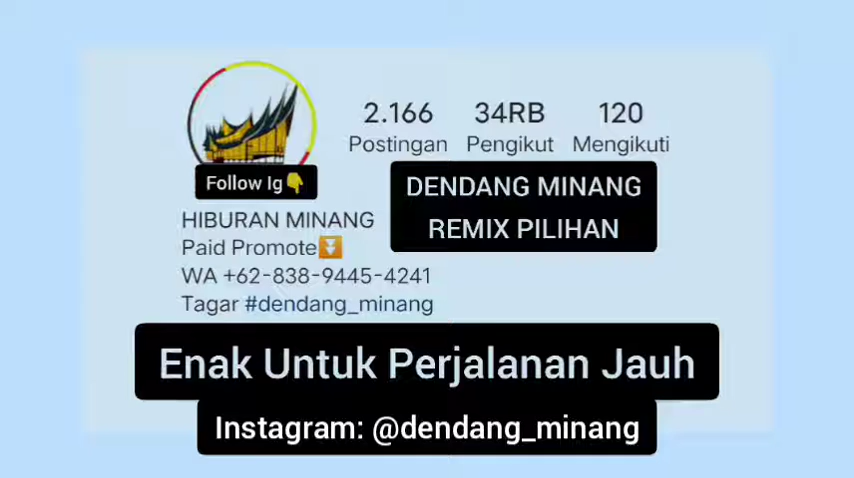 2.166 34RB 120
Postingan Pengikut Mengikuti
Follow Ig👇
DENDANG MINANG
REMIX PILIHAN
HIBURAN MINANG
Paid Promote⏬
WA +62-838-9445-4241
Tagar #dendang_minang
Enak Untuk Perjalanan Jauh
Instagram: @dendang_minang